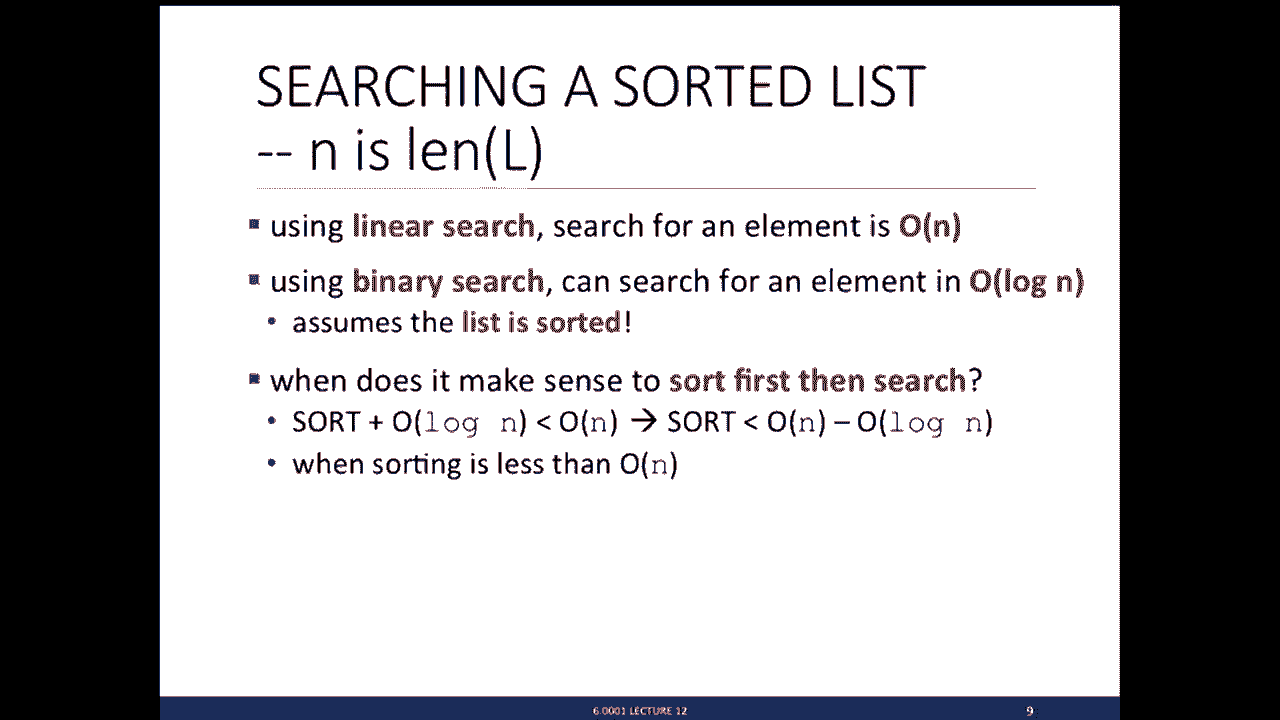 SEARCHING A SORTED LIST
-- n is len(L)
▪ using linear search, search for an element is O(n)
▪ using binary search, can search for an element in O(log n)
• assumes the list is sorted!
▪ when does it make sense to sort first then search?
• SORT + O(log n) < O(n) → SORT < O(n) – O(log n)
• when sorting is less than O(n)
6.0001 LECTURE 12
9